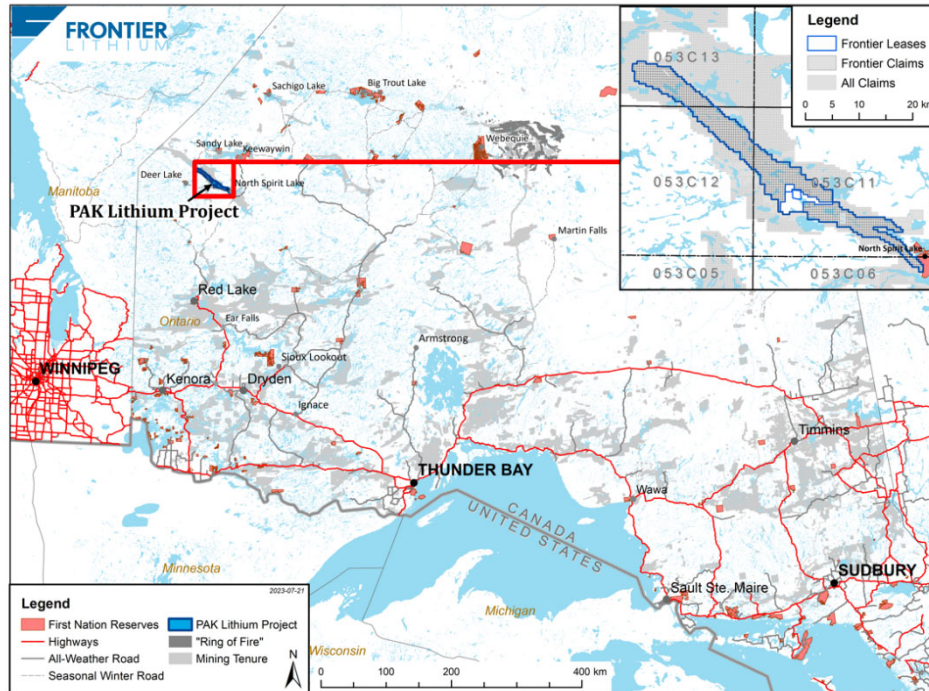 FRONTIER
LITHIUM
Sachigo Lake
Big Trout Lake
Sandy Lake
Keewaywin
Webequie
Deer Lake
North Spirit Lake
Manitoba
PAK Lithium Project
Martin Falls
Red Lake
Ontario
Ear Falls
Armstrong
Sioux Lookout
WINNIPEG
Kenora
Dryden
Ignace
Timmins
THUNDER BAY
Wawa
CANADA
UNITED STATES
SUDBURY
Minnesota
Sault Ste. Maire
Michigan
Wisconsin
053C13
053C12
053C11
North Spirit Lake
053C05
053C06
Legend
Frontier Leases
Frontier Claims
All Claims
0 5 10 20 km
2023-07-21
Legend
First Nation Reserves
Highways
All-Weather Road
Seasonal Winter Road
PAK Lithium Project
"Ring of Fire"
Mining Tenure
N
0 100 200 400 km